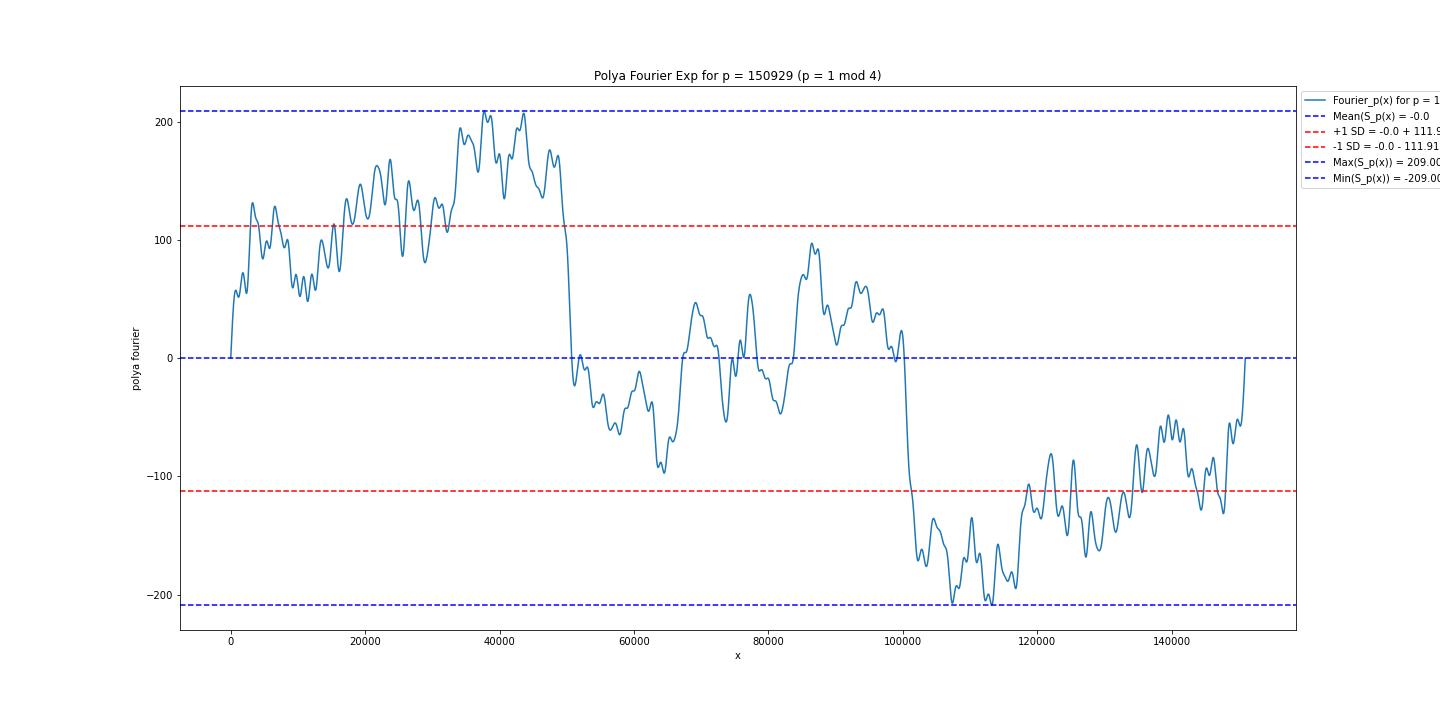 Polya Fourier Exp for p = 150929 (p = 1 mod 4)
Fourier_p(x) for p = 1
Mean(S_p(x) = -0.0
+1 SD = -0.0 + 111.9
-1 SD = -0.0 - 111.91
Max(S_p(x)) = 209.00
Min(S_p(x)) = -209.00
polya fourier
200
100
0
−100
−200
0 20000 40000 60000 80000 100000 120000 140000
x